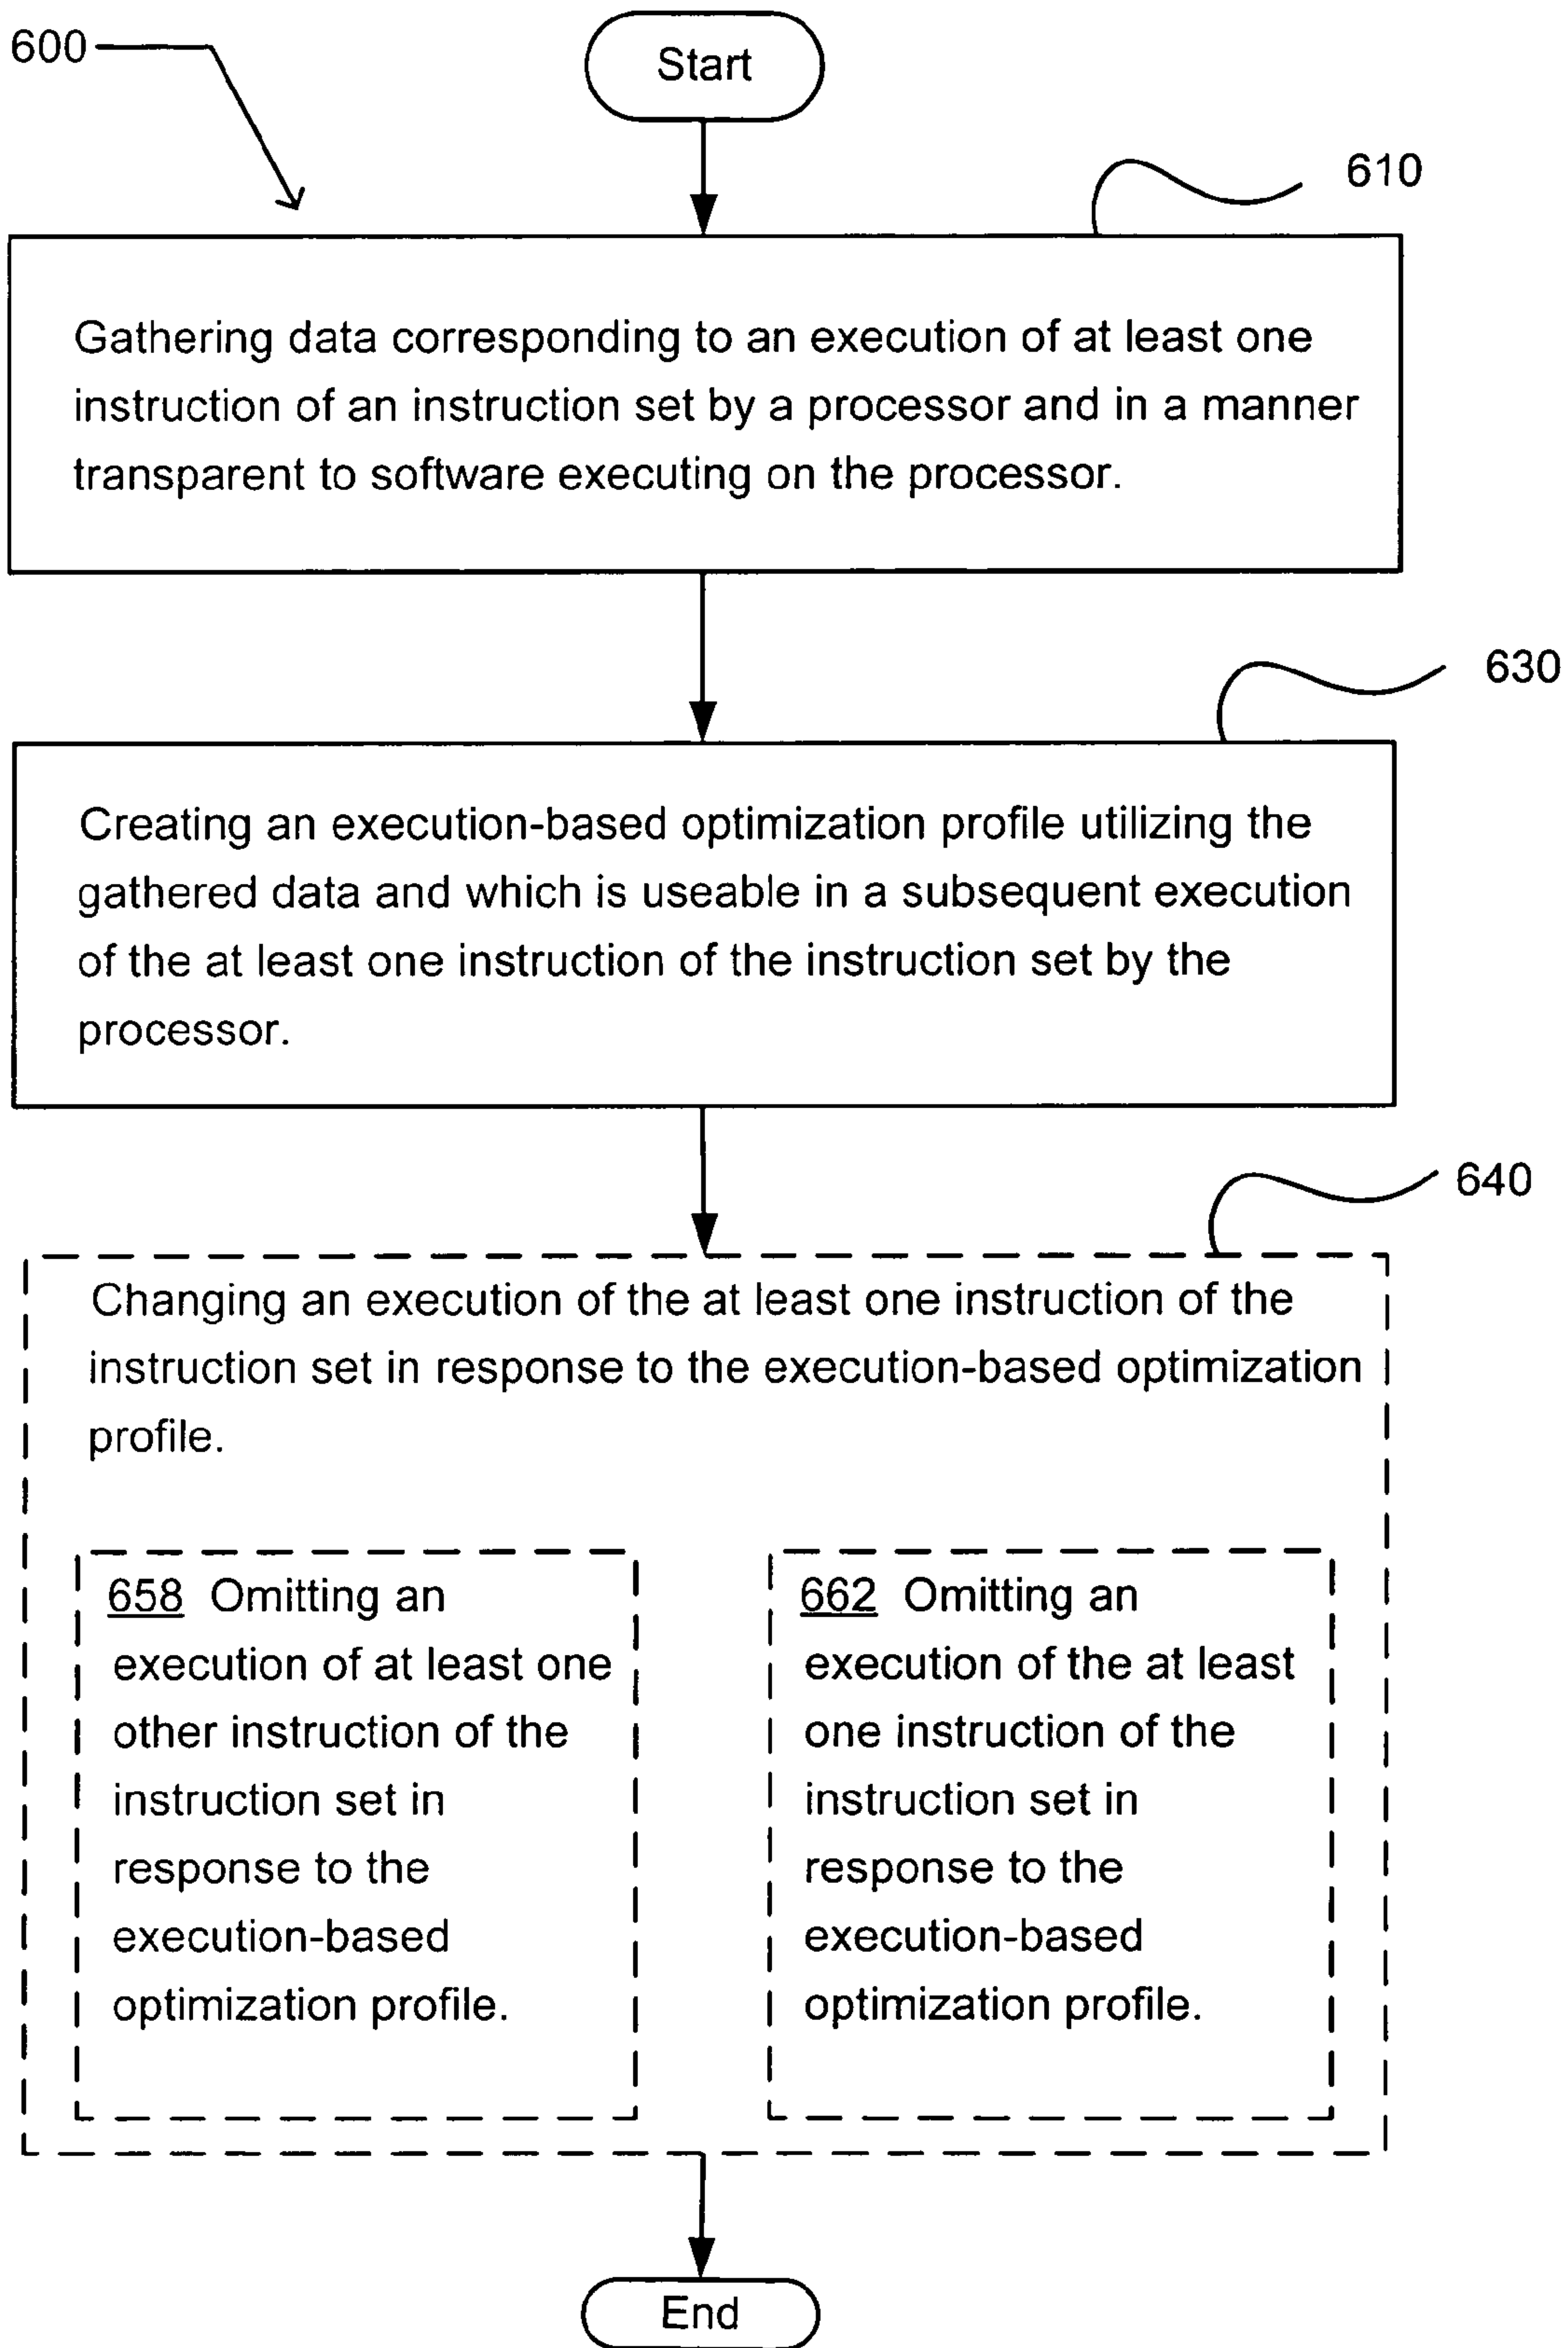 600
Start
610
Gathering data corresponding to an execution of at least one
instruction of an instruction set by a processor and in a manner
transparent to software executing on the processor.
630
Creating an execution-based optimization profile utilizing the
gathered data and which is useable in a subsequent execution
of the at least one instruction of the instruction set by the
processor.
640
Changing an execution of the at least one instruction of the
instruction set in response to the execution-based optimization
profile.
658 Omitting an
execution of at least one
other instruction of the
instruction set in
response to the
execution-based
optimization profile.
662 Omitting an
execution of the at least
one instruction of the
instruction set in
response to the
execution-based
optimization profile.
End